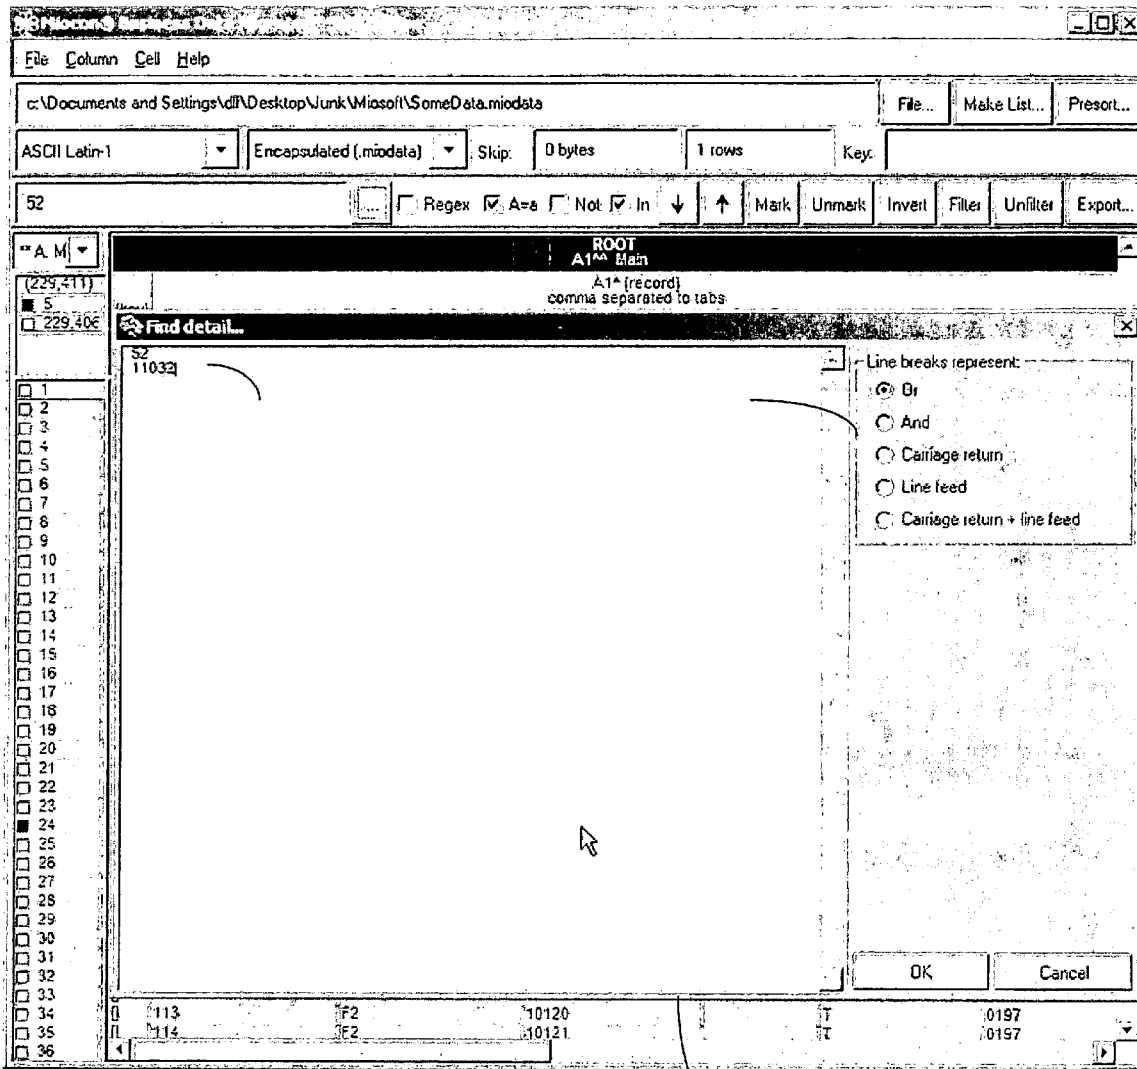 File Column Cell Help
c:\Documents and Settings\dlf\Desktop\Junk\Miosoft\SomeData.miodata File... Make List... Presort...
ASCII Latin-1 Encapsulated (.miodata) Skip: 0 bytes 1 rows Key:
52 ... Regex A=a Not In Mark Unmark Invert Filter Unfilter Export...
** A. M
ROOT
A1^^ Main
(229,411)
A1^ (record)
5
comma separated to tabs
229,406
Find detail...
52
11032
Line breaks represent:
Or
And
Carriage return
Line feed
Carriage return + line feed
1
2
3
4
5
6
7
8
9
10
11
12
13
14
15
16
17
18
19
20
21
22
23
24
25
26
27
28
29
30
31
32
33
OK Cancel
34 113 F2 10120 T 0197
35 114 F2 10121 T 0197
36